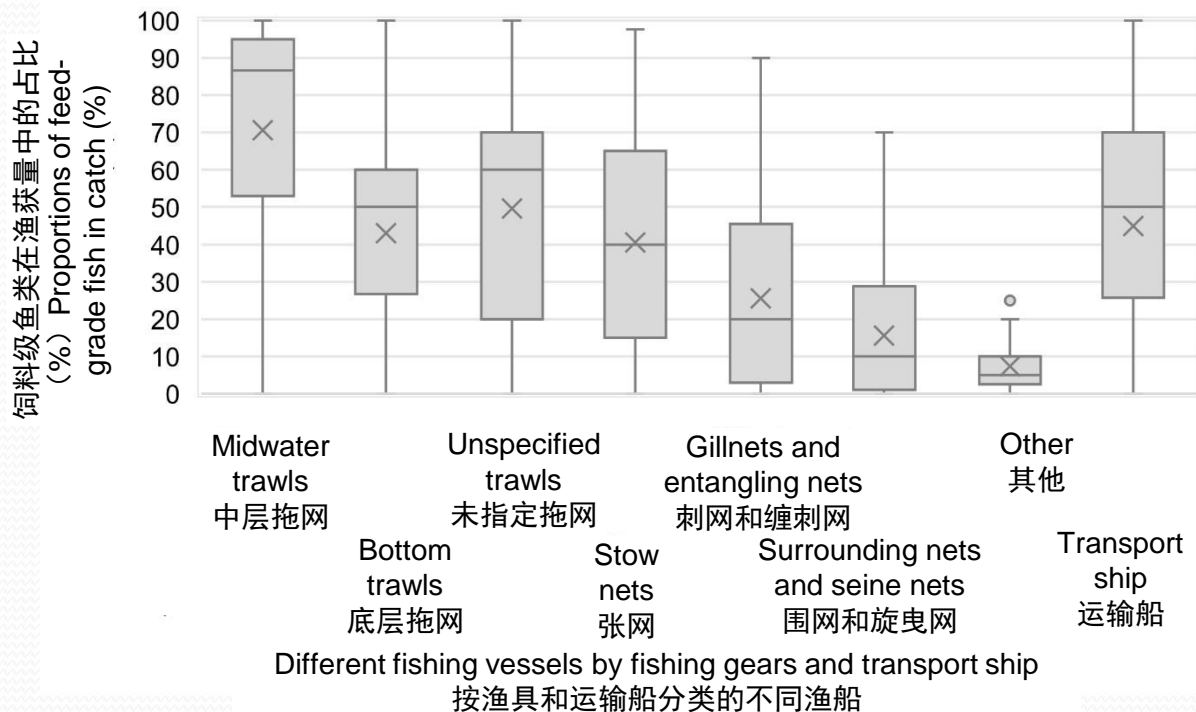 饲料级鱼类在渔获量中的占比
（%）Proportions of feed-
grade fish in catch (%)
100
90
80
70
60
50
40
30
20
10
0
Midwater
trawls
中层拖网
Bottom
trawls
底层拖网
Unspecified
trawls
未指定拖网
Stow
nets
张网
Gillnets and
entangling nets
刺网和缠刺网
Surrounding nets
and seine nets
围网和旋曳网
Other
其他
Transport
ship
运输船
Different fishing vessels by fishing gears and transport ship
按渔具和运输船分类的不同渔船